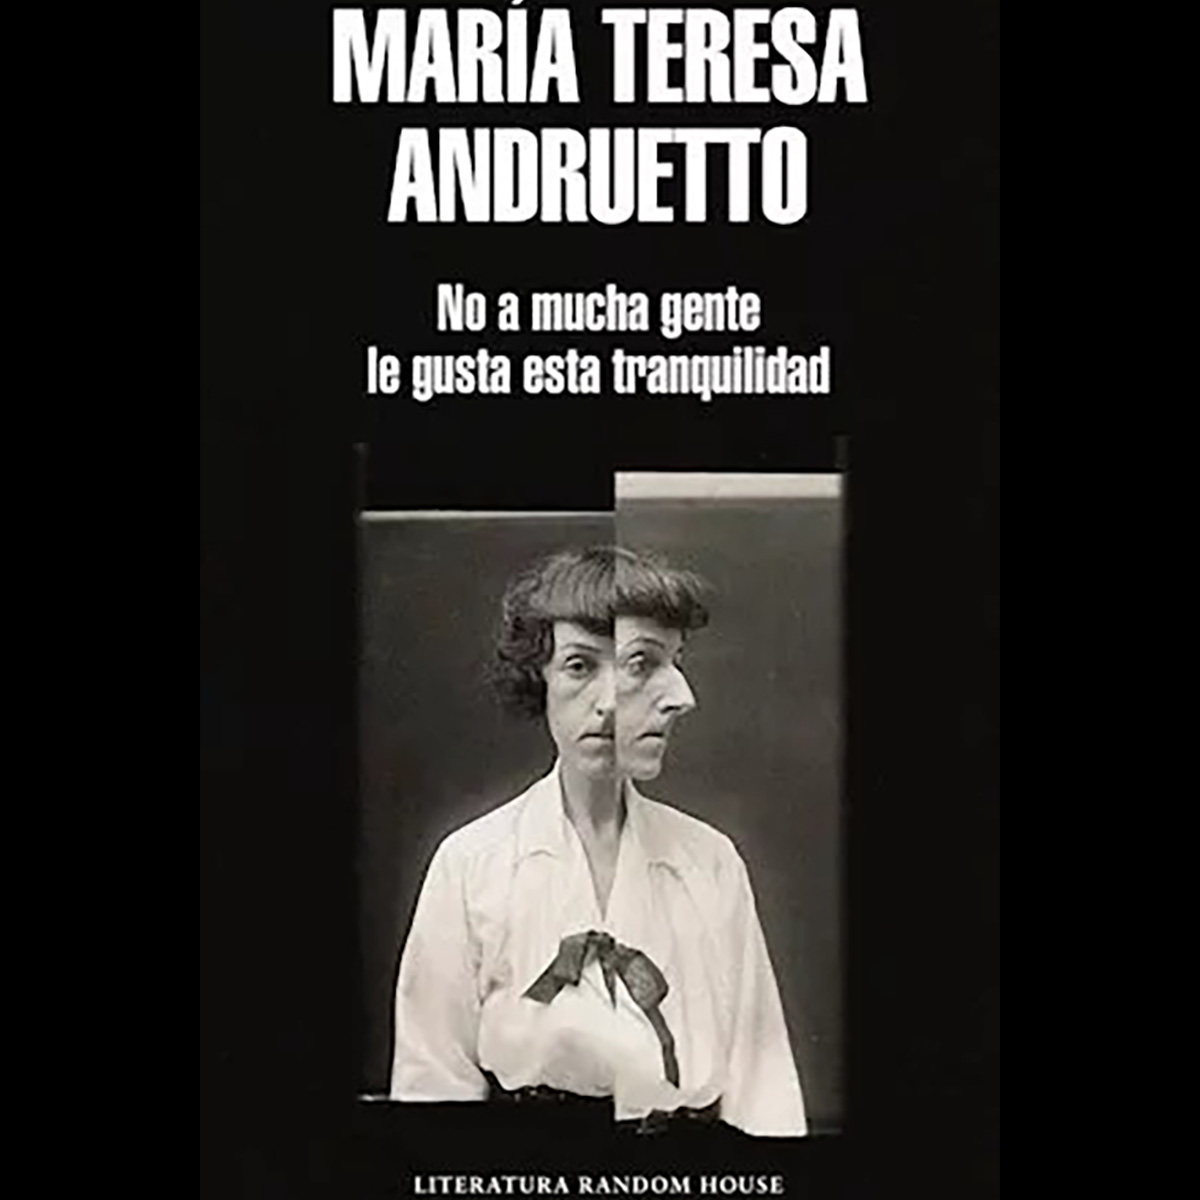 MARÍA TERESA
ANDRUETTO
No a mucha gente
le gusta esta tranquilidad
LITERATURA RANDOM HOUSE